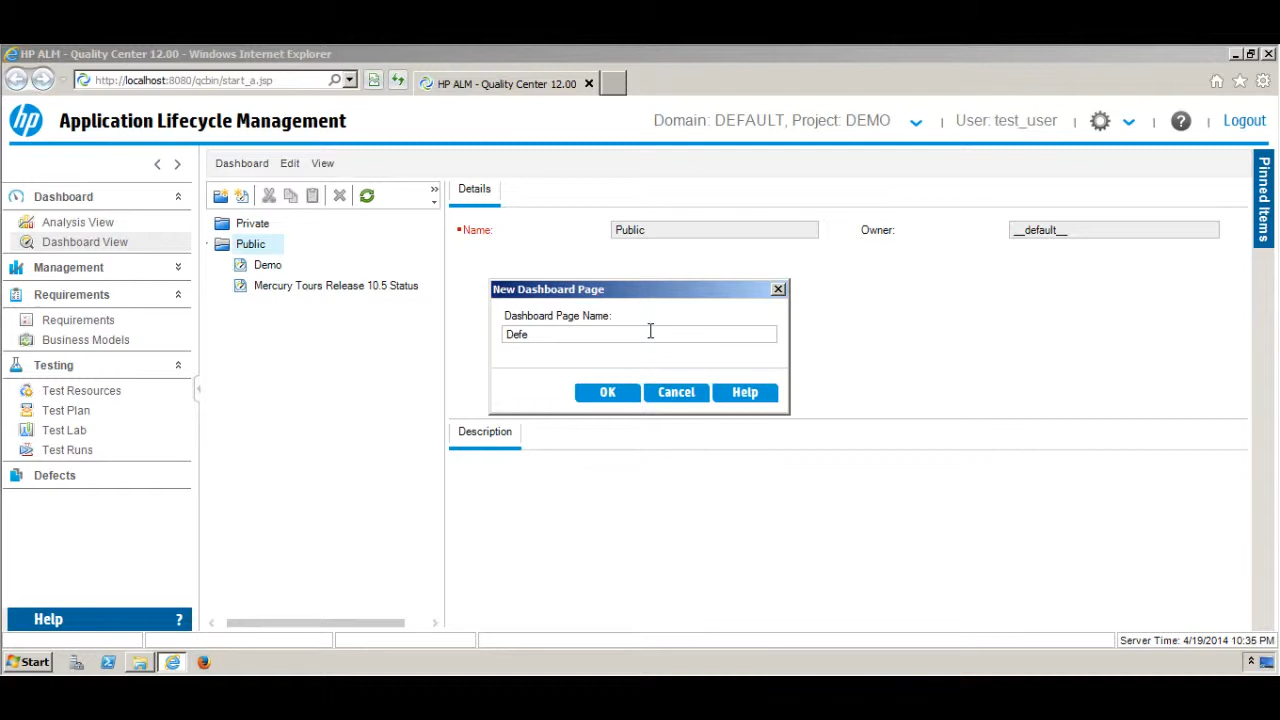 HP ALM - Quality Center 12.00 - Windows Internet Explorer
http://localhost:8080/qcbin/start_a.jsp
HP ALM - Quality Center 12.00
hp
Application Lifecycle Management
Domain: DEFAULT, Project: DEMO
User: test_user
?
Logout
Dashboard
Analysis View
Dashboard View
Management
Requirements
Requirements
Business Models
Testing
Test Resources
Test Plan
Test Lab
Test Runs
Defects
Help ?
Dashboard Edit View
Private
Public
Demo
Mercury Tours Release 10.5 Status
Details
*Name: Public Owner: __default__
New Dashboard Page
Dashboard Page Name:
Defe
OK Cancel Help
Description
Pinned Items
Server Time: 4/19/2014 10:35 PM
Start